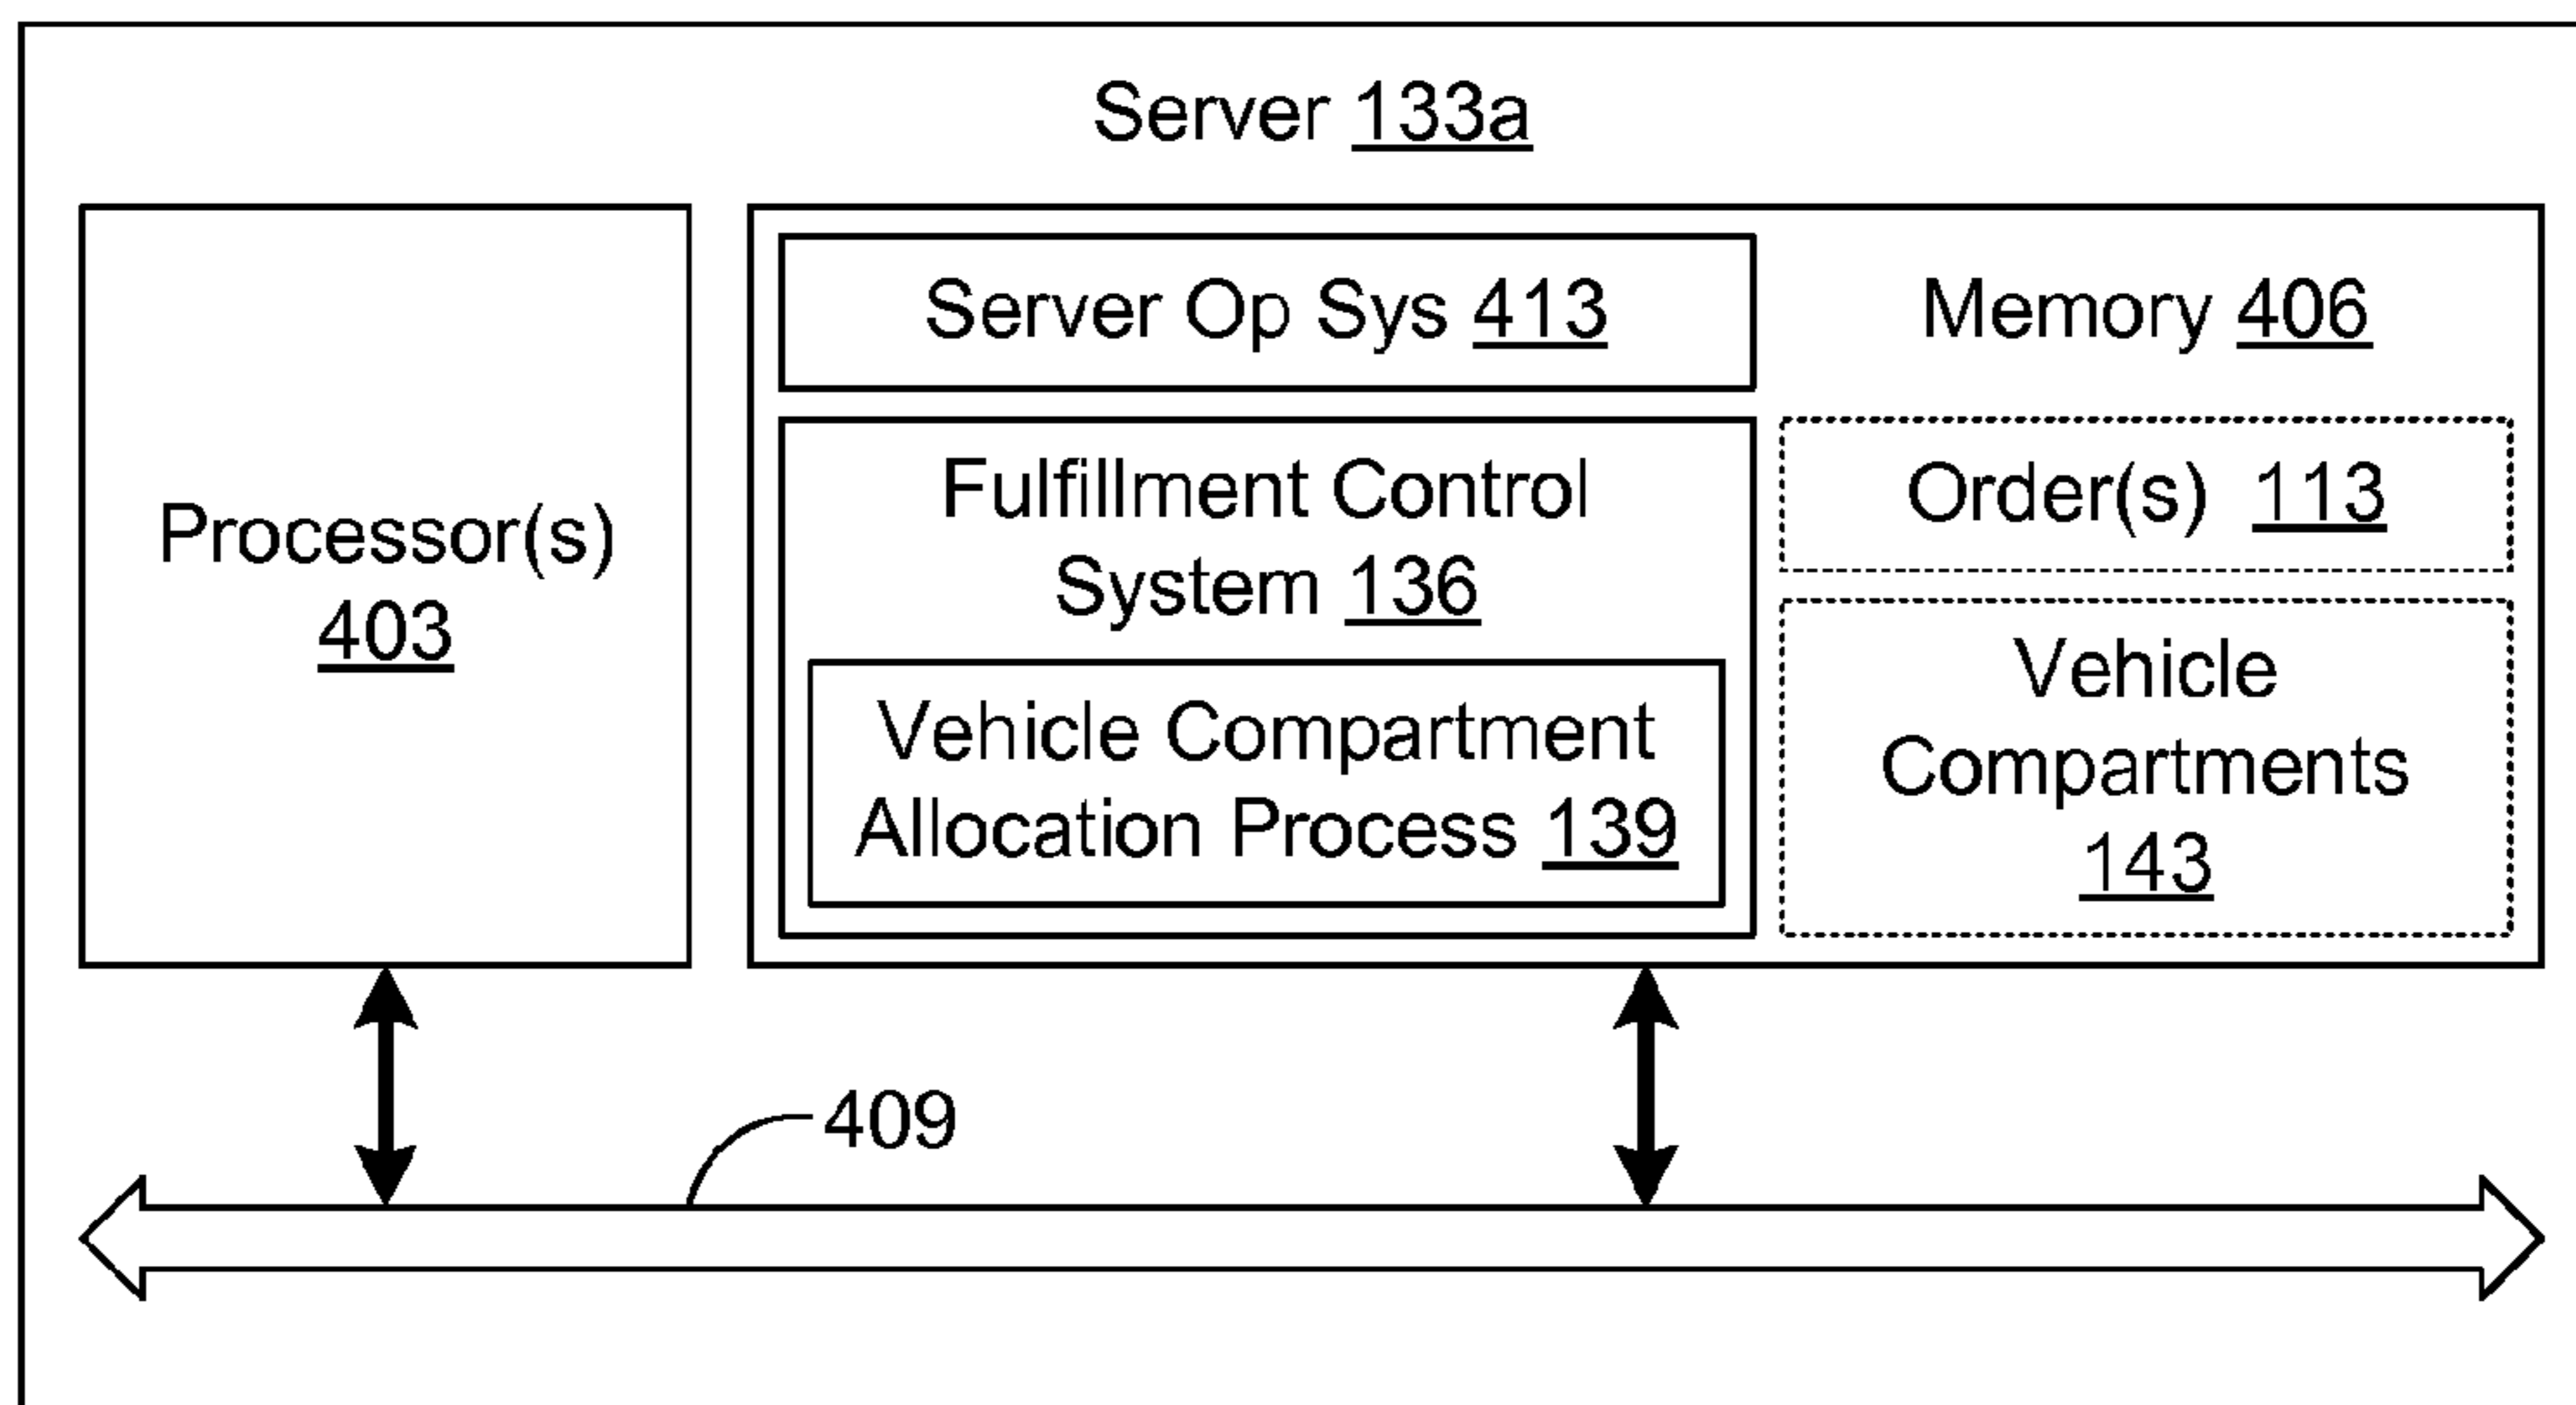 Server 133a
Processor(s)
403
Server Op Sys 413
Memory 406
Fulfillment Control
System 136
Vehicle Compartment
Allocation Process 139
Order(s) 113
Vehicle
Compartments
143
409